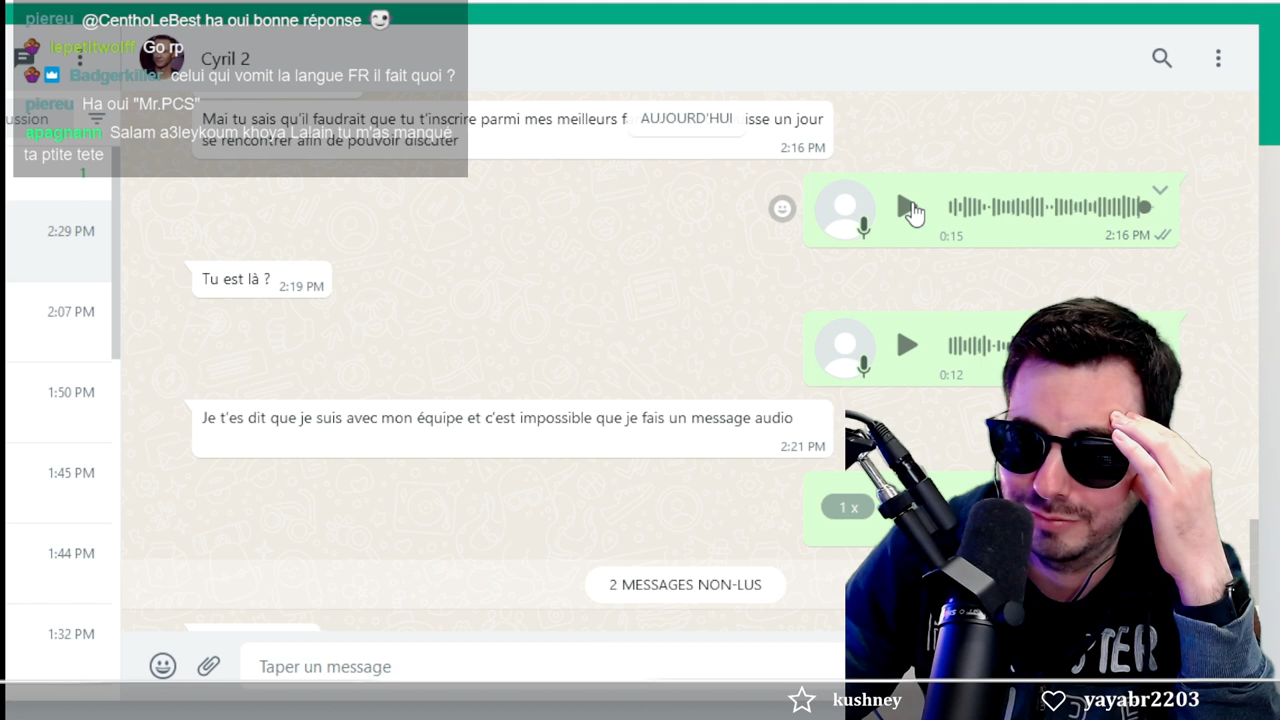 piereu @CenthoLeBest ha oui bonne réponse
lepetitwolff Go rp
Badgerkiller celui qui vomit la langue FR il fait quoi ?
piereu Ha oui "Mr.PCS"
apagnann Salam a3leykoum khoya Lalain tu m'as manqué
ta ptite tete
Cyril 2
ussion
1
2:29 PM
2:07 PM
1:50 PM
1:45 PM
1:44 PM
1:32 PM
Mai tu sais qu'il faudrait que tu t'inscrire parmi mes meilleurs isse un jour
se rencontrer afin de pouvoir discuter
2:16 PM
AUJOURD'HUI
0:15 2:16 PM
Tu est là ? 2:19 PM
0:12
Je t'es dit que je suis avec mon équipe et c'est impossible que je fais un message audio
2:21 PM
1 x
2 MESSAGES NON-LUS
Taper un message
kushney yayabr2203